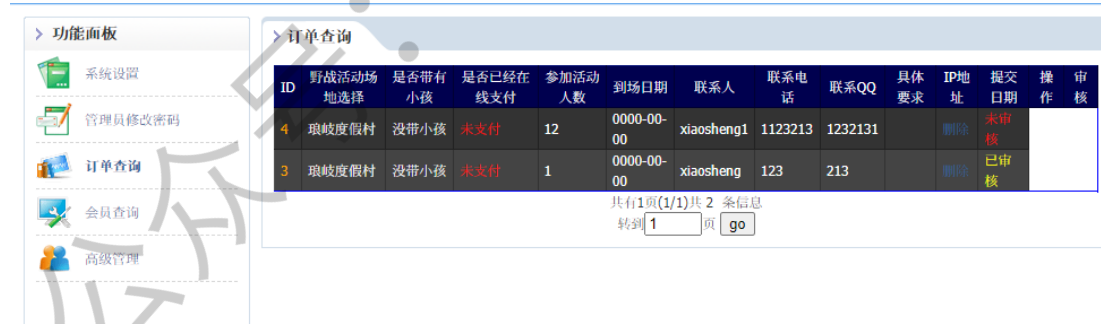 功能面板
系统设置
管理员修改密码
订单查询
会员查询
高级管理
订单查询
ID 野战活动场地选择 是否带有小孩 是否已经在线支付 参加活动人数 到场日期 联系人 联系电话 联系QQ 具体要求 IP地址 提交日期 操作 审核
4 琅岐度假村 没带小孩 未支付 12 0000-00-00 xiaosheng1 1123213 1232131 删除 未审核
3 琅岐度假村 没带小孩 未支付 1 0000-00-00 xiaosheng 123 213 删除 已审核
共有1页(1/1)共 2 条信息
转到 1 页 go
公众号：